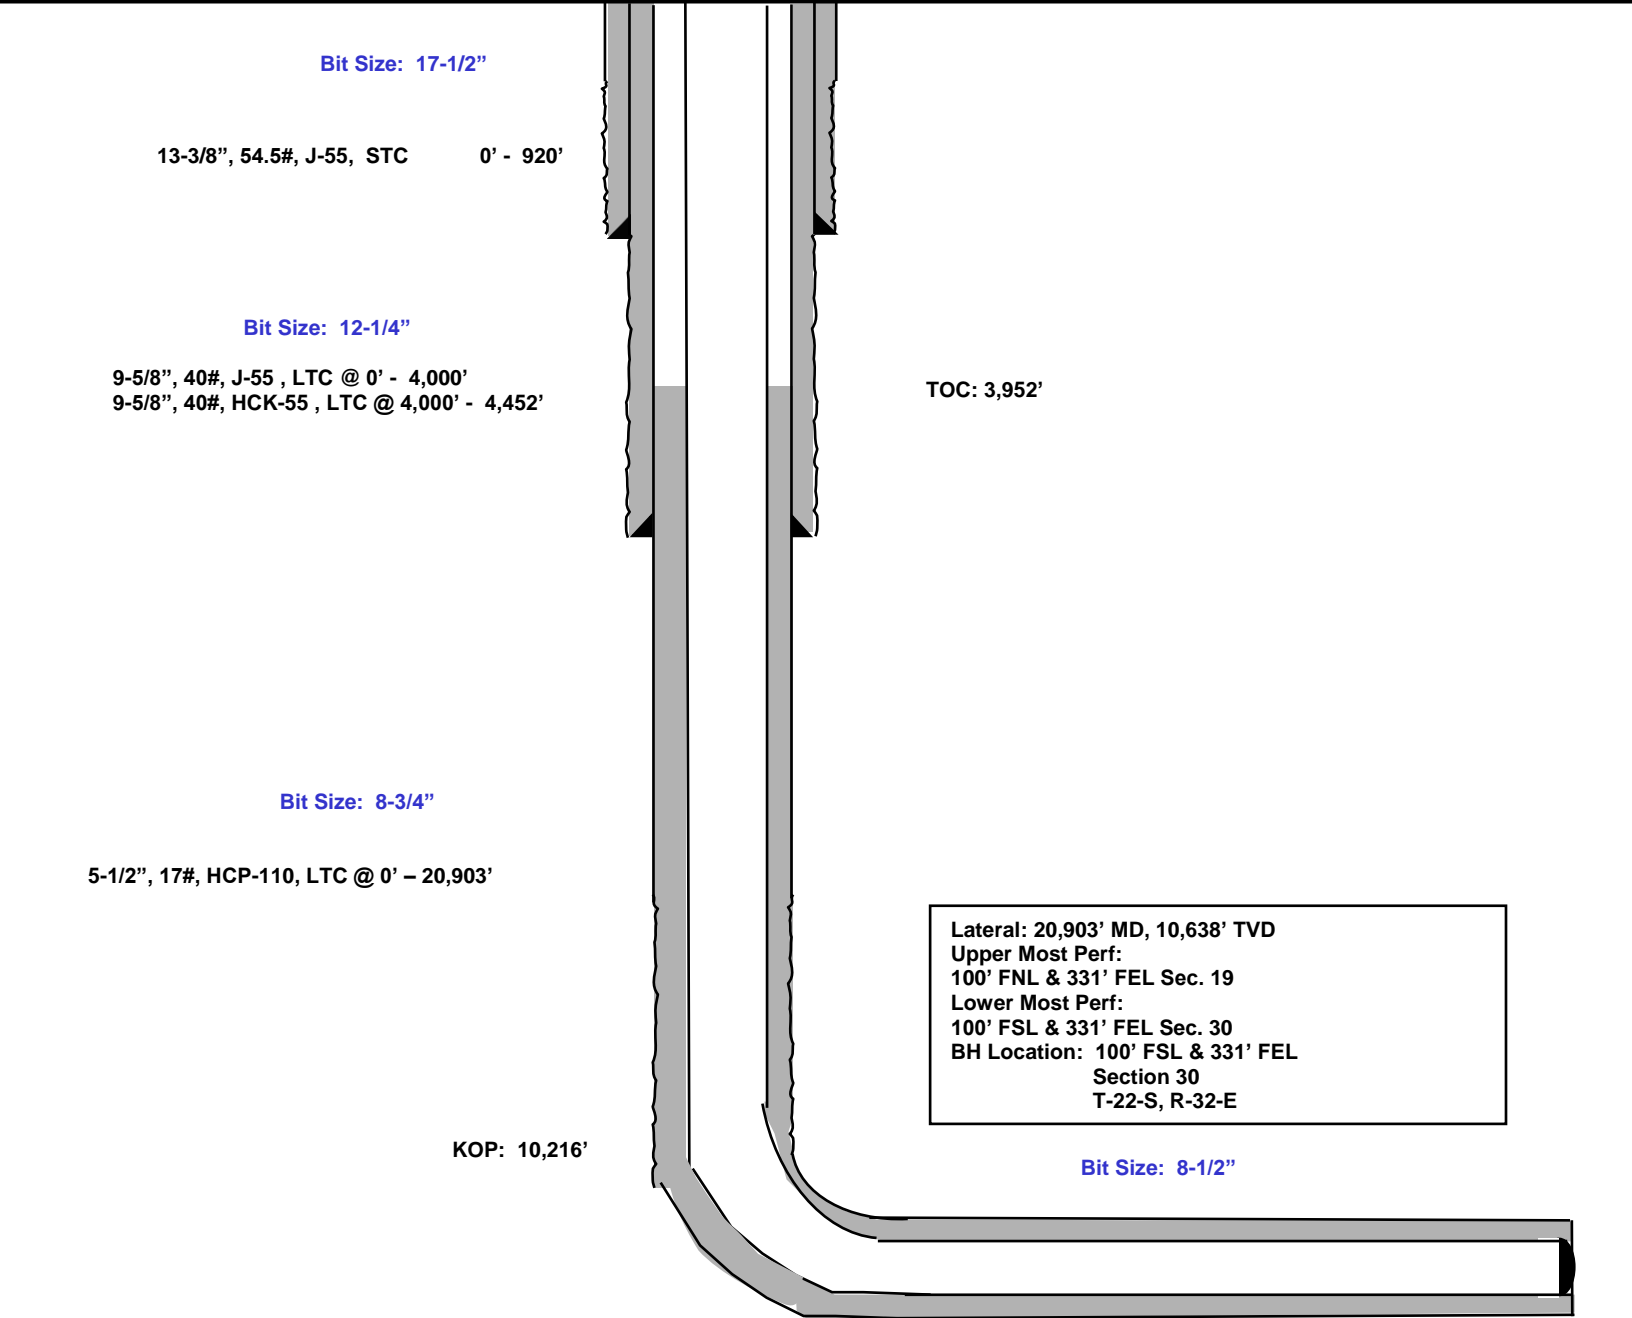 Bit Size: 17-1/2”
13-3/8”, 54.5#, J-55, STC 0’ - 920’
Bit Size: 12-1/4”
9-5/8”, 40#, J-55 , LTC @ 0’ - 4,000’
9-5/8”, 40#, HCK-55 , LTC @ 4,000’ - 4,452’
TOC: 3,952’
Bit Size: 8-3/4”
5-1/2”, 17#, HCP-110, LTC @ 0’ – 20,903’
Lateral: 20,903’ MD, 10,638’ TVD
Upper Most Perf:
100’ FNL & 331’ FEL Sec. 19
Lower Most Perf:
100’ FSL & 331’ FEL Sec. 30
BH Location: 100’ FSL & 331’ FEL
Section 30
T-22-S, R-32-E
KOP: 10,216’
Bit Size: 8-1/2”